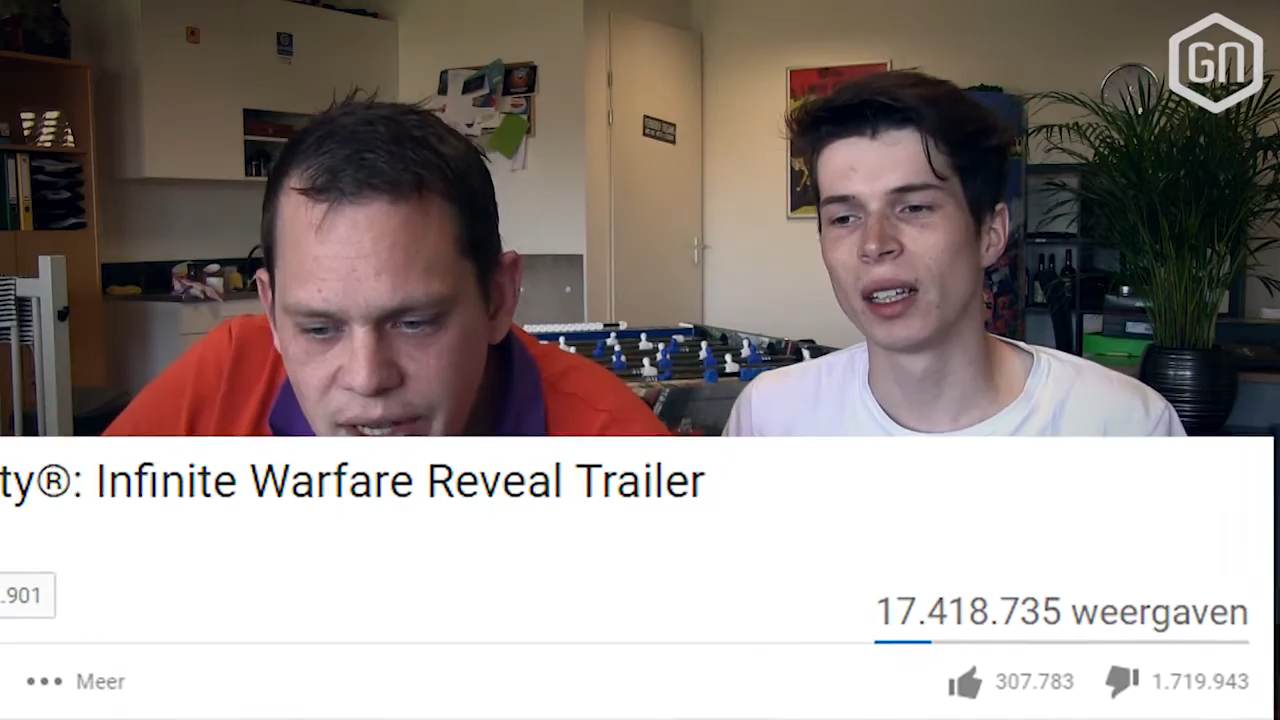 GN
ty®: Infinite Warfare Reveal Trailer
.901
17.418.735 weergaven
••• Meer
307.783
1.719.943